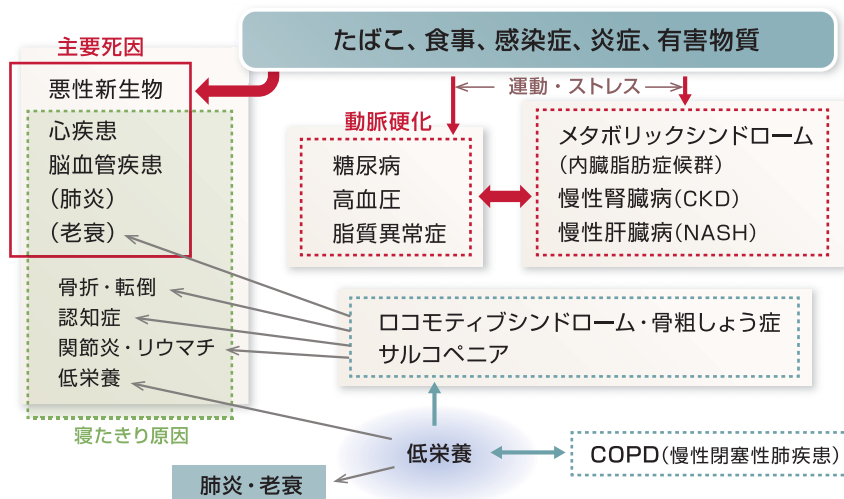 たばこ、食事、感染症、炎症、有害物質
主要死因
悪性新生物
心疾患
脳血管疾患
(肺炎)
(老衰)
骨折・転倒
認知症
関節炎・リウマチ
低栄養
寝たきり原因
運動・ストレス
動脈硬化
糖尿病
高血圧
脂質異常症
メタボリックシンドローム
(内臓脂肪症候群)
慢性腎臓病(CKD)
慢性肝臓病(NASH)
ロコモティブシンドローム・骨粗しょう症
サルコペニア
低栄養
COPD(慢性閉塞性肺疾患)
肺炎・老衰